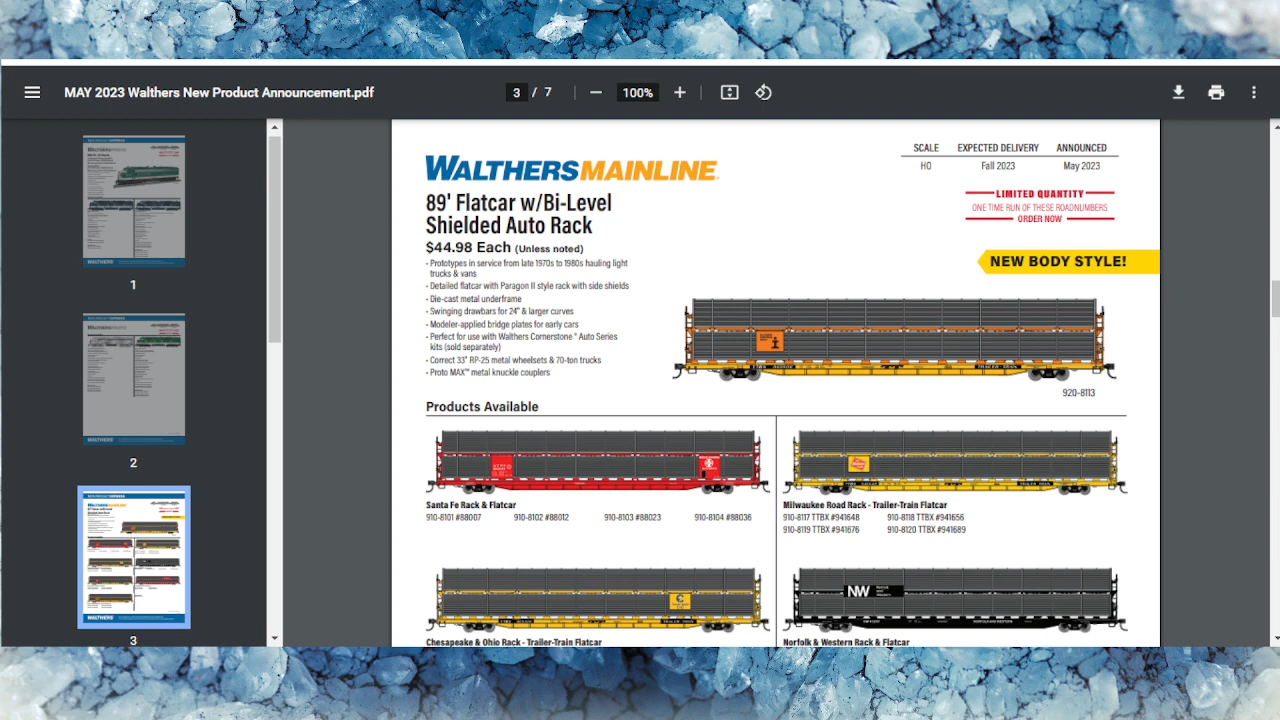 MAY 2023 Walthers New Product Announcement.pdf
3 / 7
100%
1
2
3
WALTHERSMAINLINE
SCALE EXPECTED DELIVERY ANNOUNCED
HO Fall 2023 May 2023
LIMITED QUANTITY
ONE TIME RUN OF THESE ROADNUMBERS
ORDER NOW
89' Flatcar w/Bi-Level
Shielded Auto Rack
$44.98 Each (Unless noted)
• Prototypes in service from late 1970s to 1980s hauling light
trucks & vans
• Detailed flatcar with Paragon II style rack with side shields
• Die-cast metal underframe
• Swinging drawbars for 24" & larger curves
• Modeler-applied bridge plates for early cars
• Perfect for use with Walthers Cornerstone® Auto Series
kits (sold separately)
• Correct 33" RP-25 metal wheelsets & 70-ton trucks
• Proto MAX™ metal knuckle couplers
NEW BODY STYLE!
920-8113
Products Available
Santa Fe Rack & Flatcar
910-8101 #88007 910-8102 #88012 910-8103 #88023 910-8104 #88036
Milwaukee Road Rack - Trailer-Train Flatcar
910-8117 TTBX #941648 910-8118 TTBX #941656
910-8119 TTBX #941676 910-8120 TTBX #941689
NW
Chesapeake & Ohio Rack - Trailer-Train Flatcar
Norfolk & Western Rack & Flatcar